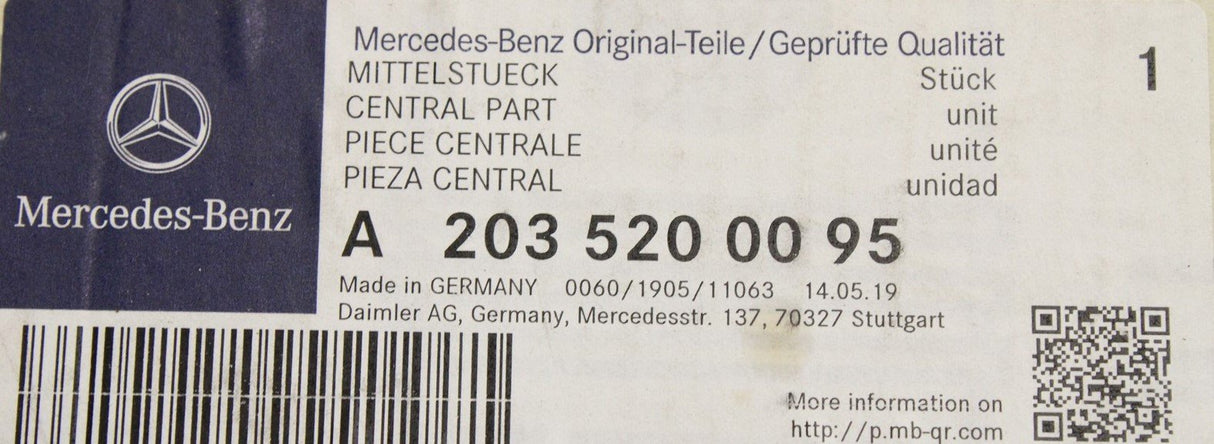 Mercedes-Benz
Mercedes-Benz Original-Teile/Geprüfte Qualität
MITTELSTUECK Stück 1
CENTRAL PART unit
PIECE CENTRALE unité
PIEZA CENTRAL unidad
A 203 520 00 95
Made in GERMANY 0060/1905/11063 14.05.19
Daimler AG, Germany, Mercedesstr. 137, 70327 Stuttgart
More information on
http://p.mb-qr.com